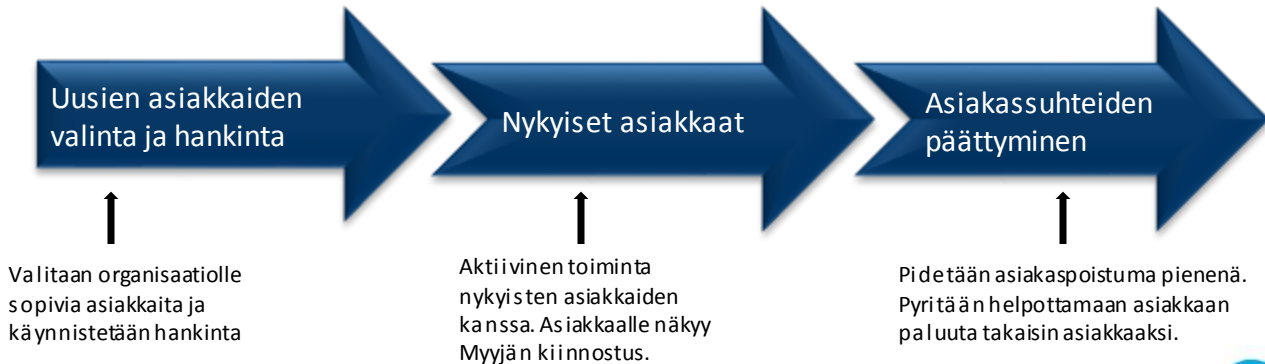 Uusien asiakkaiden
valinta ja hankinta
Nykyiset asiakkaat
Asiakassuhteiden
päättyminen
Valitaan organisaatiolle
sopivia asiakkaita ja
käynnistetään hankinta
Aktiivinen toiminta
nykyisten asiakkaiden
kanssa. Asiakkaalle näkyy
Myyjän kiinnostus.
Pidetään asiakaspoistuma pienenä.
Pyritään helpottamaan asiakkaan
paluuta takaisin asiakkaaksi.